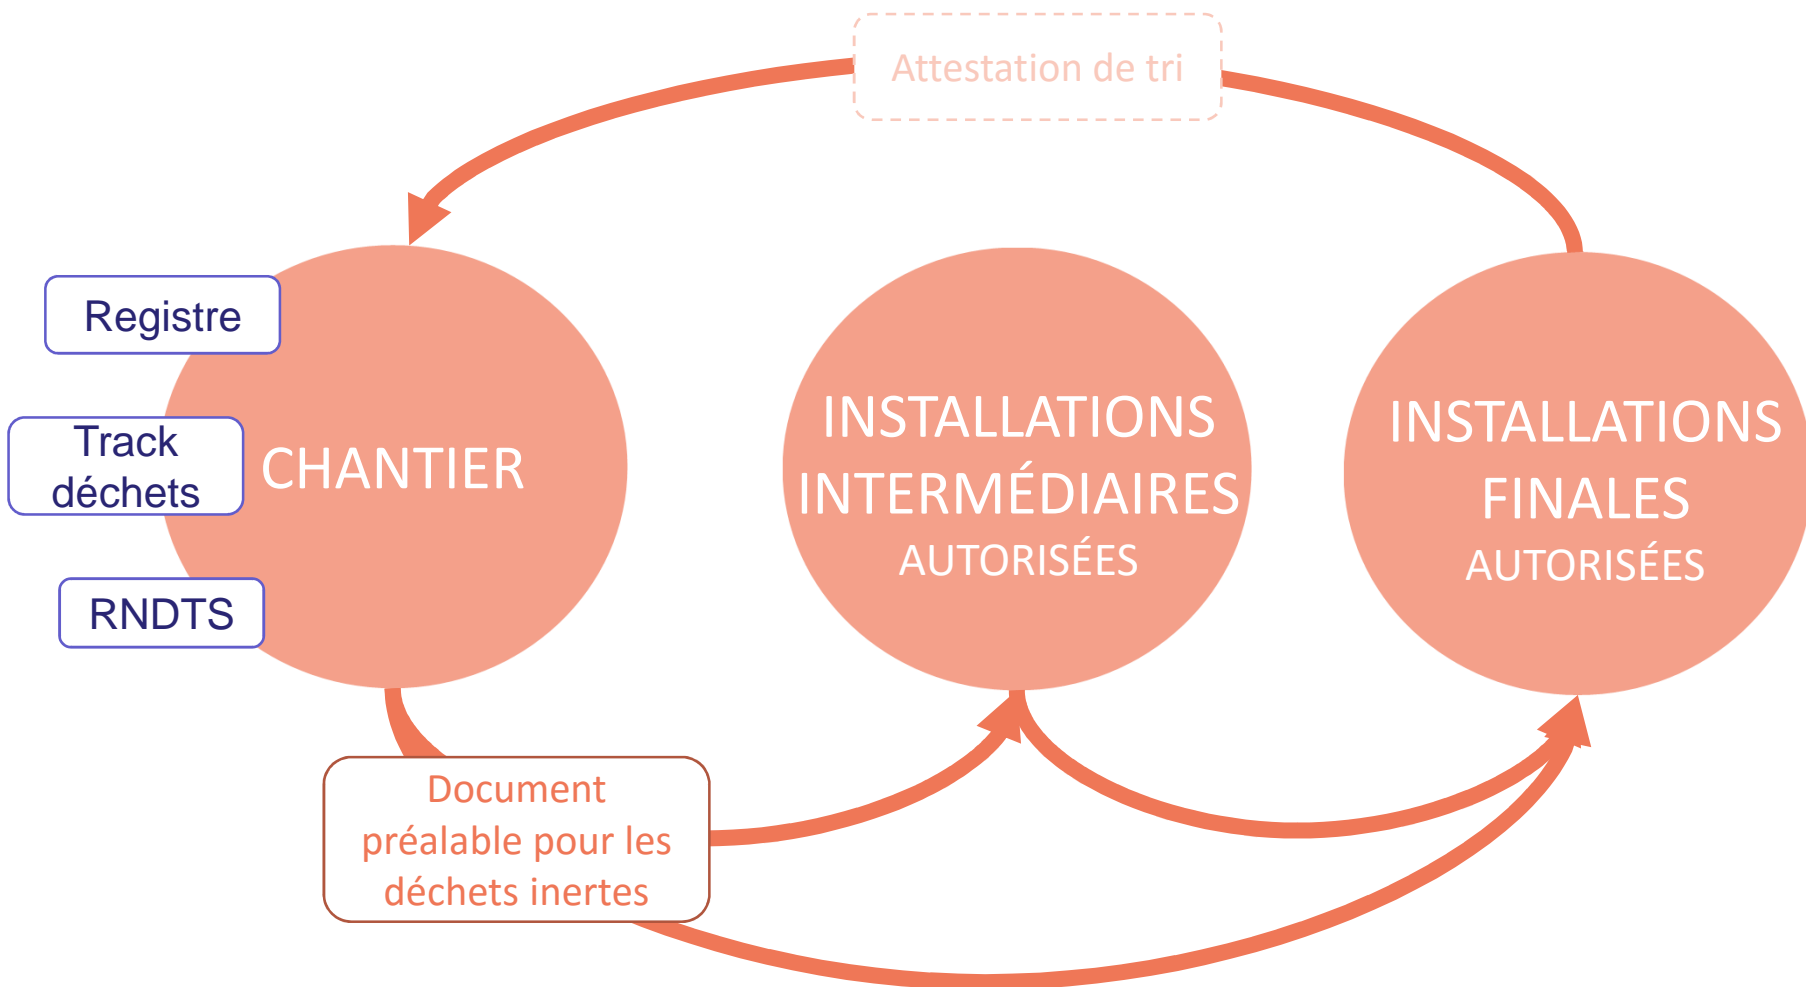 Attestation de tri
Registre
Track
déchets
RNDTS
CHANTIER
INSTALLATIONS
INTERMÉDIAIRES
AUTORISÉES
INSTALLATIONS
FINALES
AUTORISÉES
Document
préalable pour les
déchets inertes